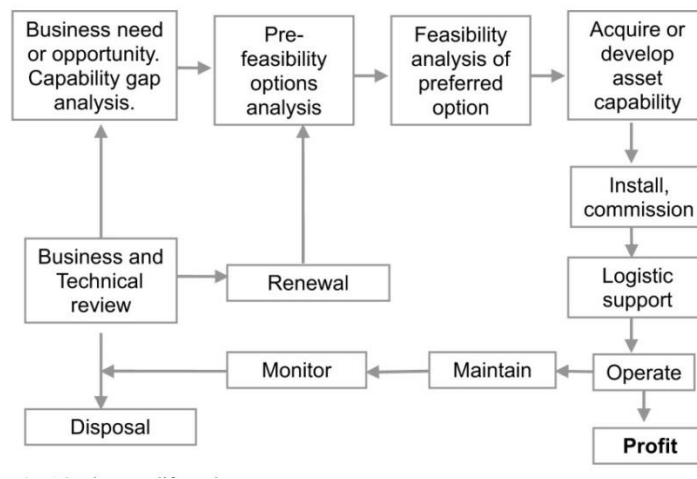 Business need
or opportunity.
Capability gap
analysis.
Pre-
feasibility
options
analysis
Feasibility
analysis of
preferred
option
Acquire or
develop
asset
capability
Install,
commission
Business and
Technical
review
Renewal
Logistic
support
Monitor
Maintain
Operate
Disposal
Profit